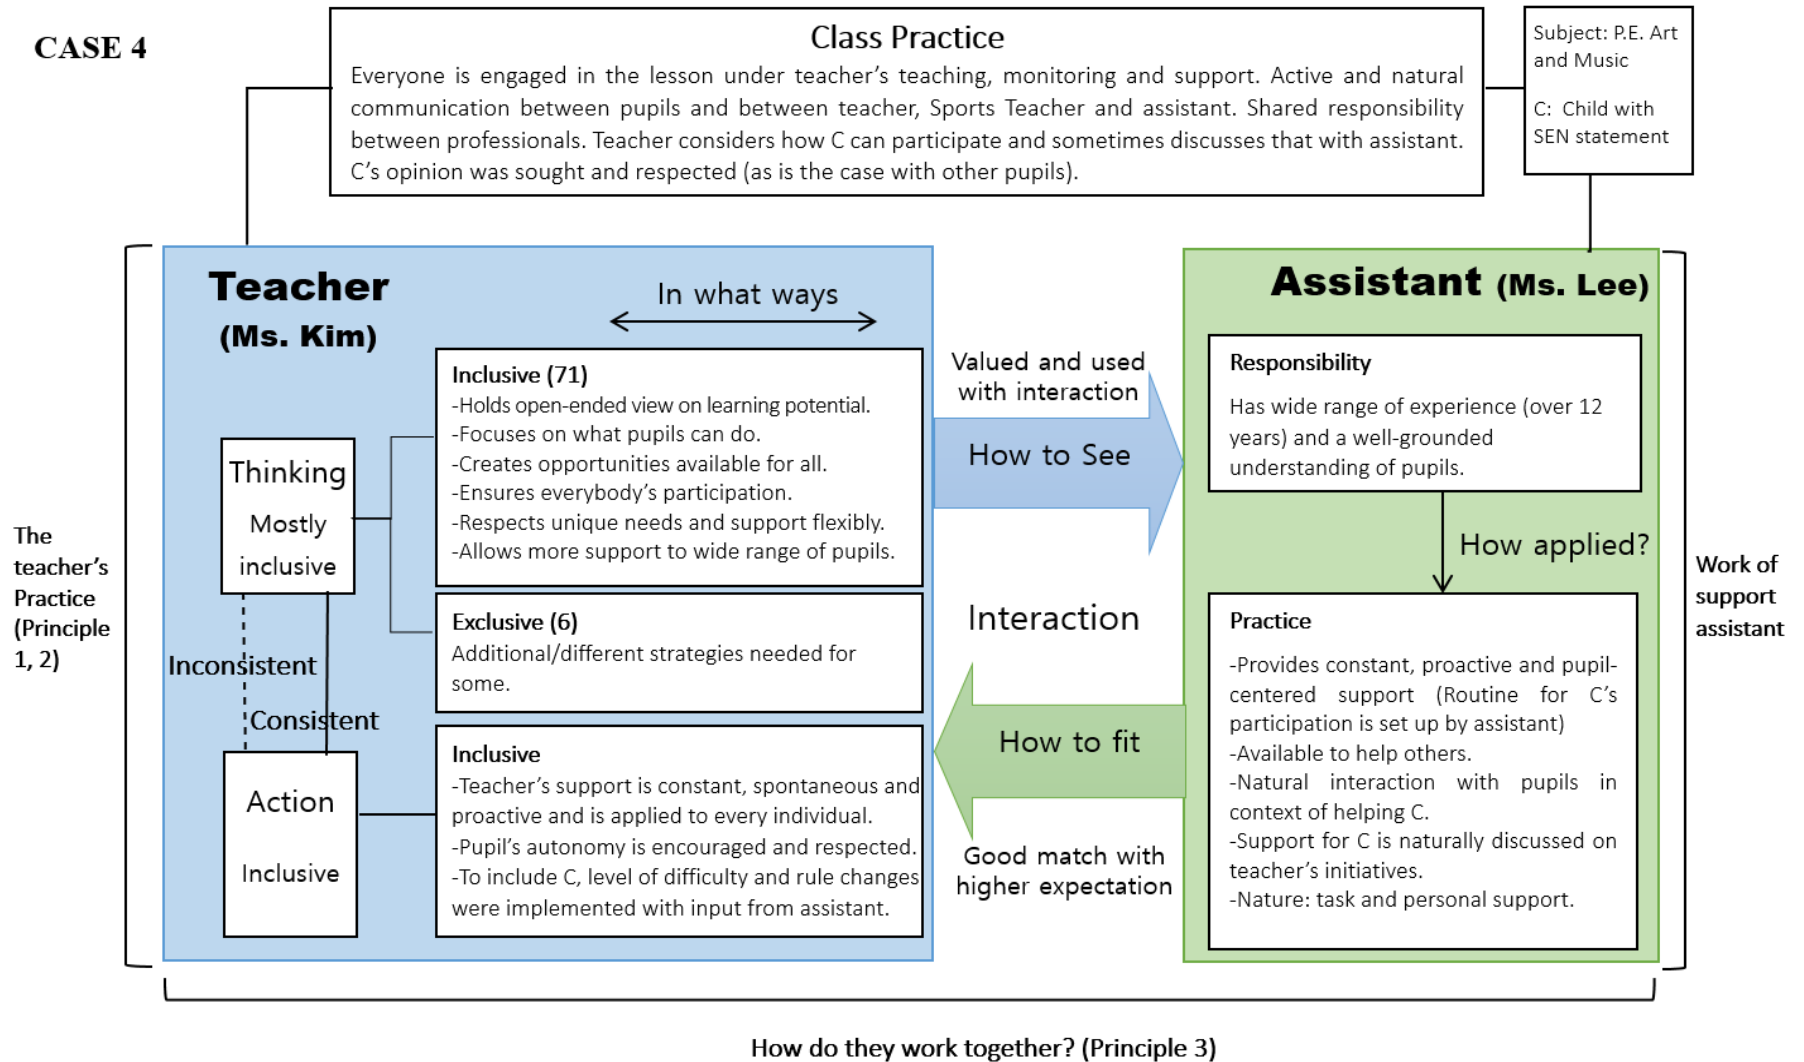 CASE 4
Class Practice
Everyone is engaged in the lesson under teacher's teaching, monitoring and support. Active and natural
communication between pupils and between teacher, Sports Teacher and assistant. Shared responsibility
between professionals. Teacher considers how C can participate and sometimes discusses that with assistant.
C's opinion was sought and respected (as is the case with other pupils).
Subject: P.E. Art
and Music
C: Child with
SEN statement
The
teacher's
Practice
(Principle
1, 2)
Teacher
(Ms. Kim)
In what ways
Thinking
Mostly
inclusive
Inclusive (71)
-Holds open-ended view on learning potential.
-Focuses on what pupils can do.
-Creates opportunities available for all.
-Ensures everybody's participation.
-Respects unique needs and support flexibly.
-Allows more support to wide range of pupils.
Exclusive (6)
Additional/different strategies needed for
some.
Inconsistent
Consistent
Action
Inclusive
Inclusive
-Teacher's support is constant, spontaneous and
proactive and is applied to every individual.
-Pupil's autonomy is encouraged and respected.
-To include C, level of difficulty and rule changes
were implemented with input from assistant.
Valued and used
with interaction
How to See
Interaction
How to fit
Good match with
higher expectation
Assistant (Ms. Lee)
Responsibility
Has wide range of experience (over 12
years) and a well-grounded
understanding of pupils.
How applied?
Practice
-Provides constant, proactive and pupil-
centered support (Routine for C's
participation is set up by assistant)
-Available to help others.
-Natural interaction with pupils in
context of helping C.
-Support for C is naturally discussed on
teacher's initiatives.
-Nature: task and personal support.
Work of
support
assistant
How do they work together? (Principle 3)